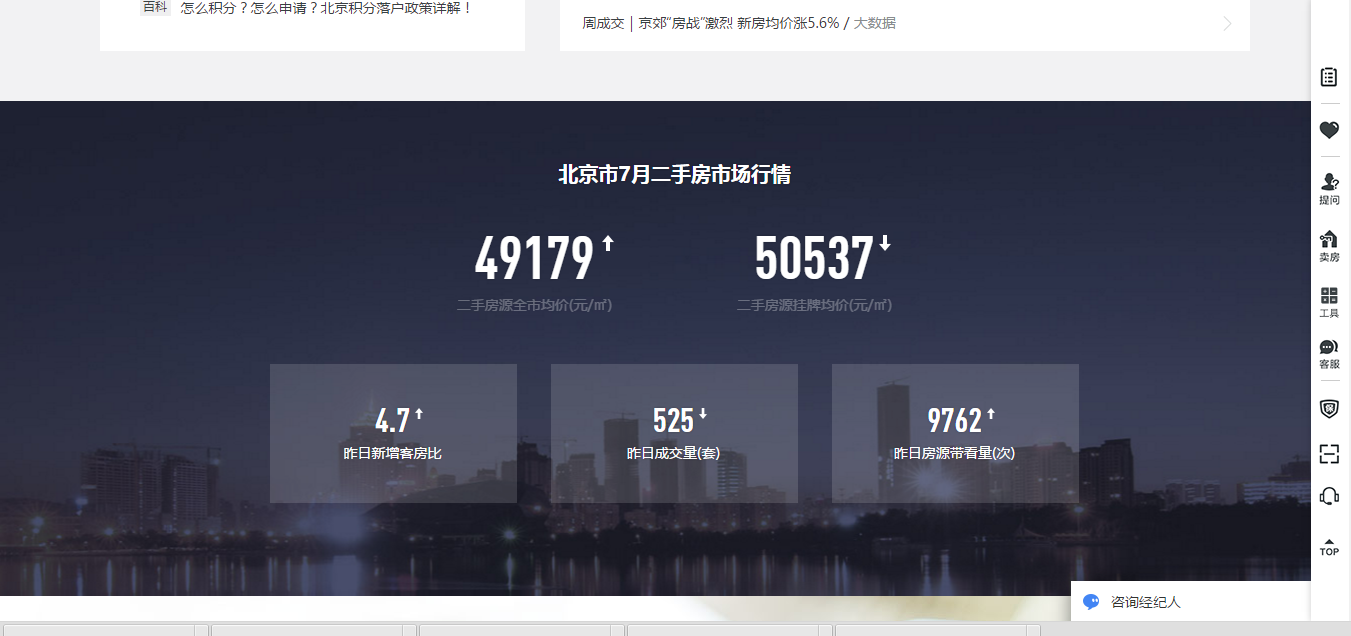 百科 怎么积分？怎么申请？北京积分落户政策详解！
周成交｜京郊“房战”激烈 新房均价涨5.6% / 大数据
北京市7月二手房市场行情
49179 50537
二手房源全市均价(元/㎡) 二手房源挂牌均价(元/㎡)
4.7 525 9762
昨日新增客房比 昨日成交量(套) 昨日房源带看量(次)
提问
卖房
工具
客服
TOP
咨询经纪人